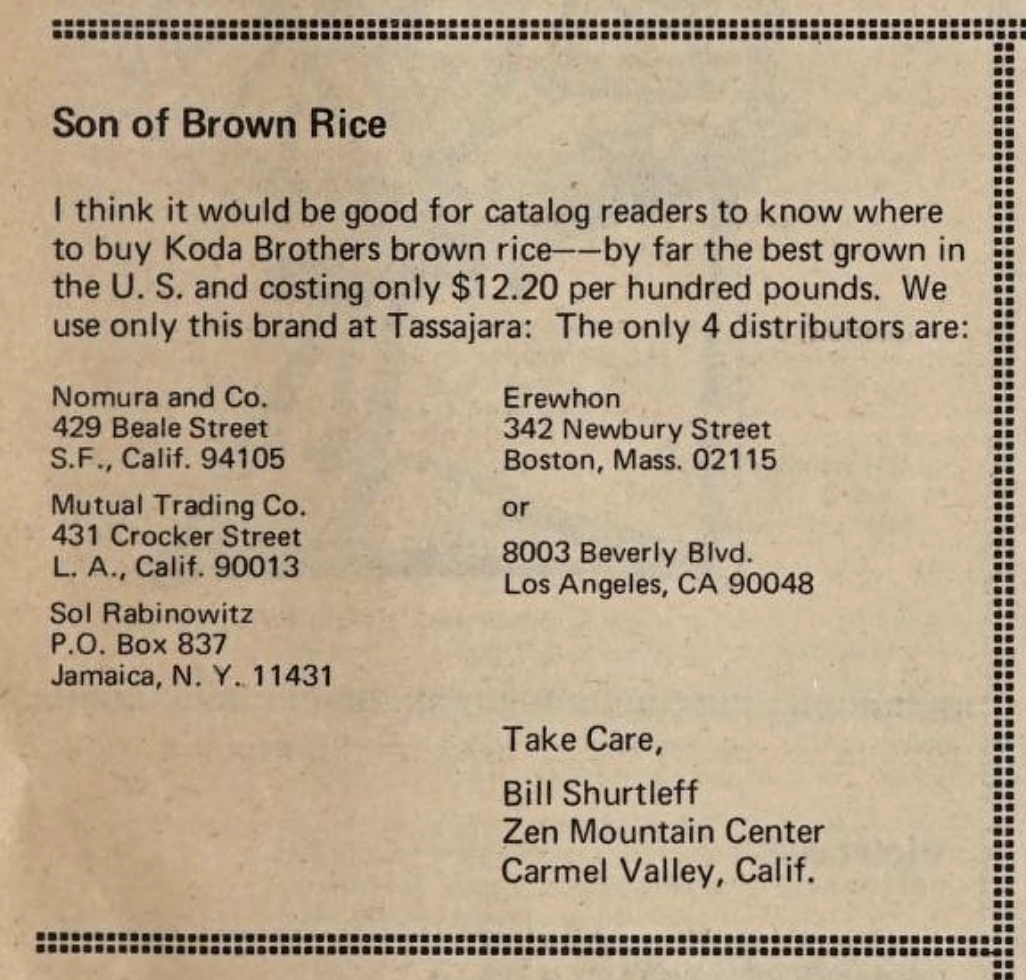 Son of Brown Rice
I think it would be good for catalog readers to know where
to buy Koda Brothers brown rice——by far the best grown in
the U. S. and costing only $12.20 per hundred pounds. We
use only this brand at Tassajara: The only 4 distributors are:
Nomura and Co.
429 Beale Street
S.F., Calif. 94105
Mutual Trading Co.
431 Crocker Street
L. A., Calif. 90013
Sol Rabinowitz
P.O. Box 837
Jamaica, N. Y. 11431
Erewhon
342 Newbury Street
Boston, Mass. 02115
or
8003 Beverly Blvd.
Los Angeles, CA 90048
Take Care,
Bill Shurtleff
Zen Mountain Center
Carmel Valley, Calif.